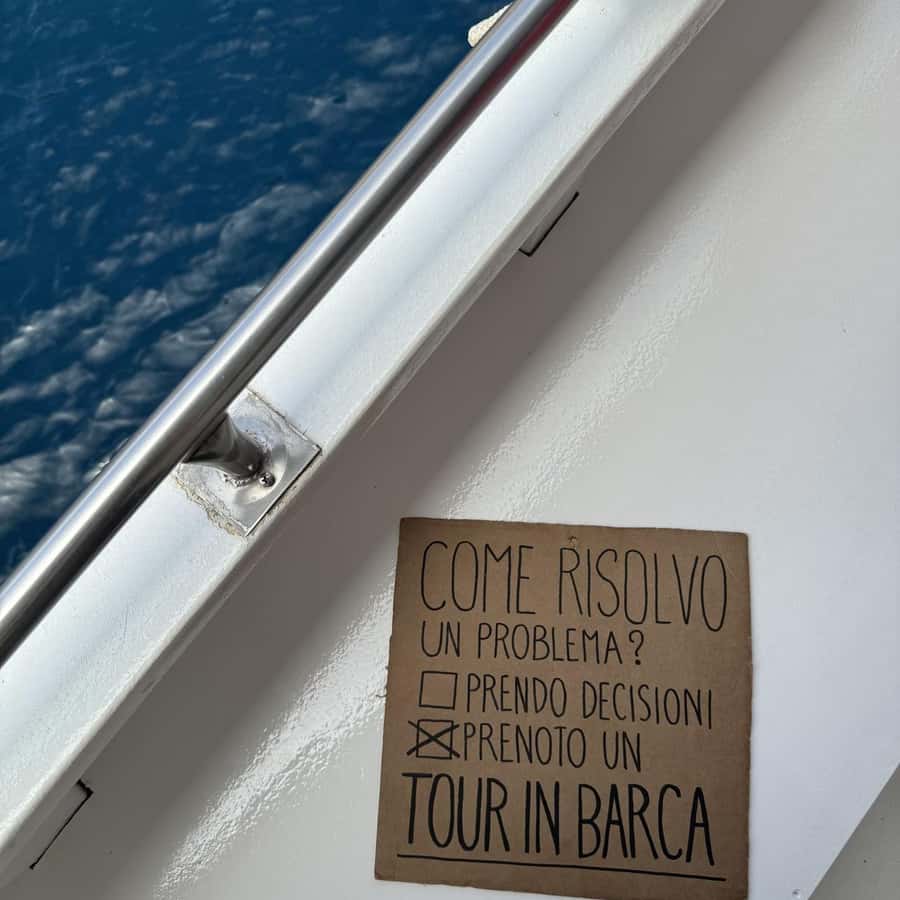 COME RISOLVO
UN PROBLEMA?
PRENDO DECISIONI
PRENOTO UN
TOUR IN BARCA